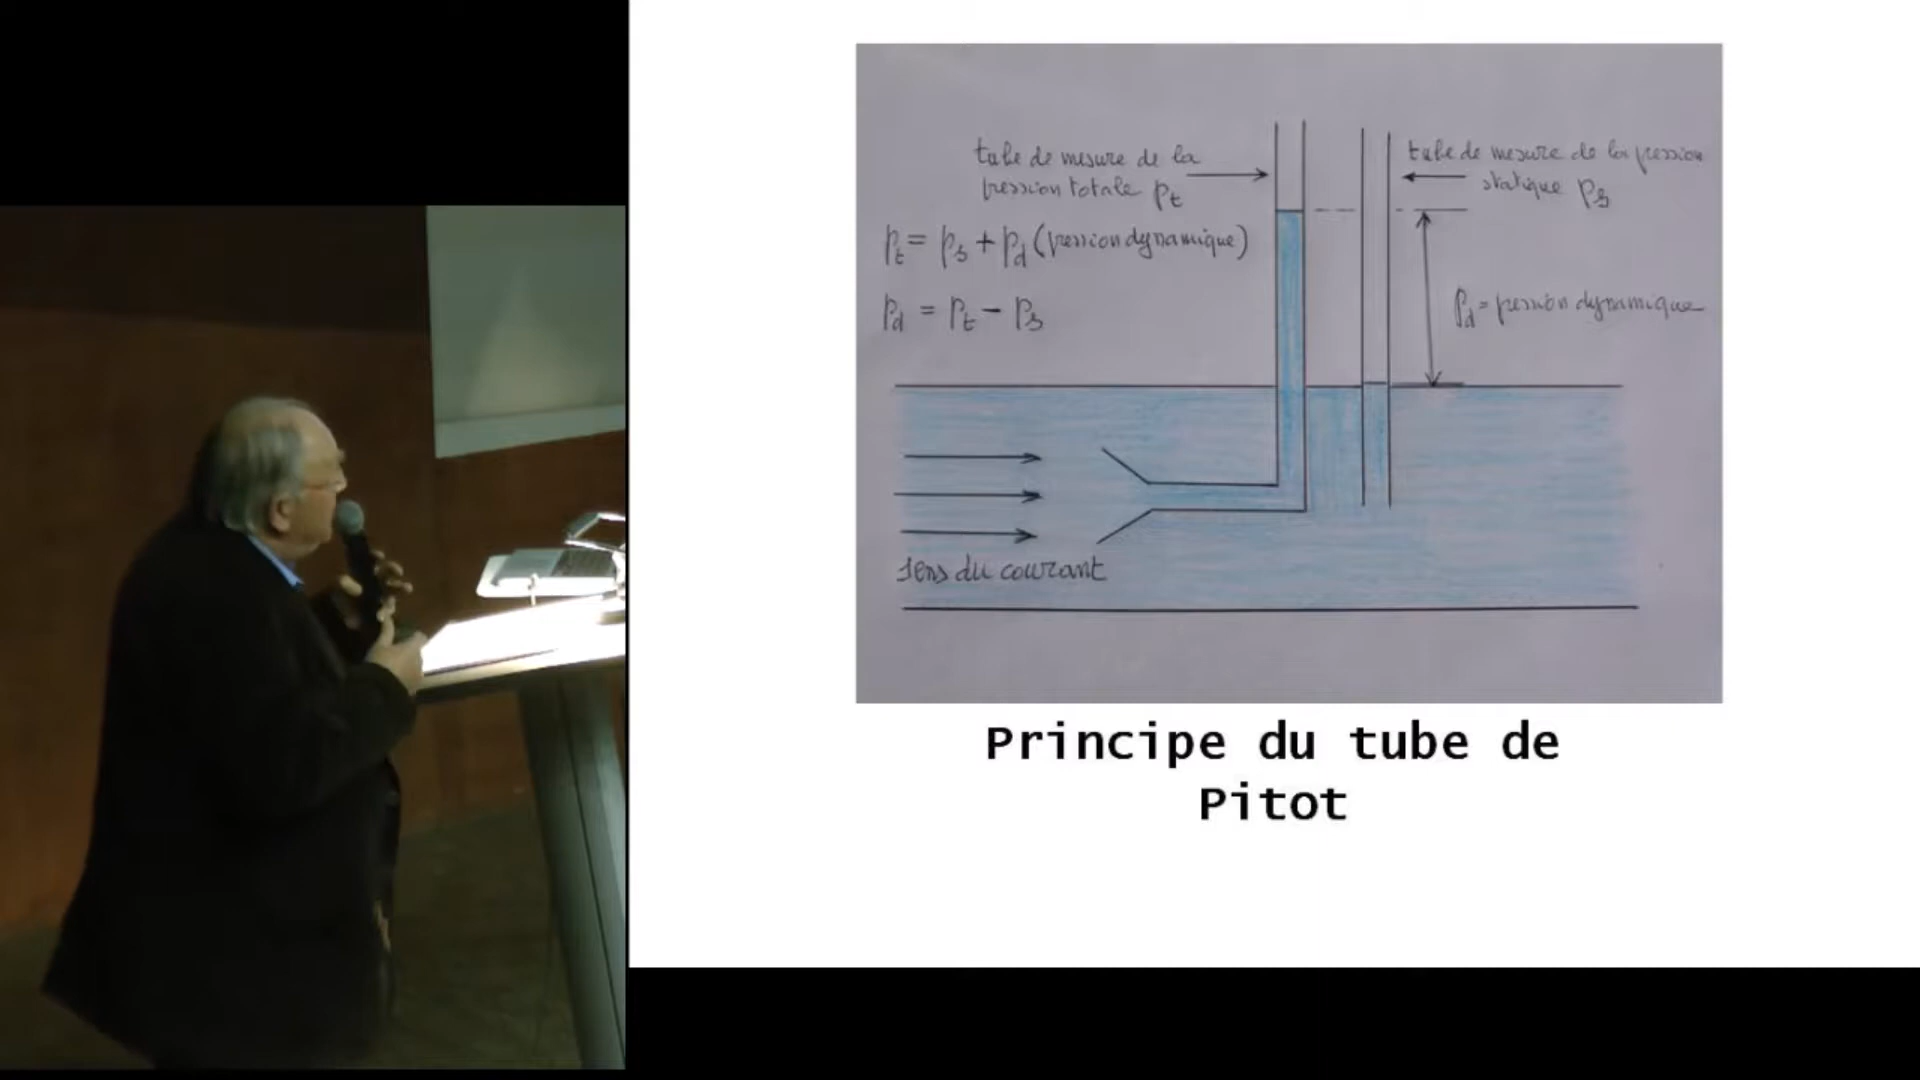 tube de mesure de la
pression totale pt
tube de mesure de la pression
statique ps
pt = ps + pd (pression dynamique)
pd = pt - ps
pd = pression dynamique
sens du courant
Principe du tube de
Pitot